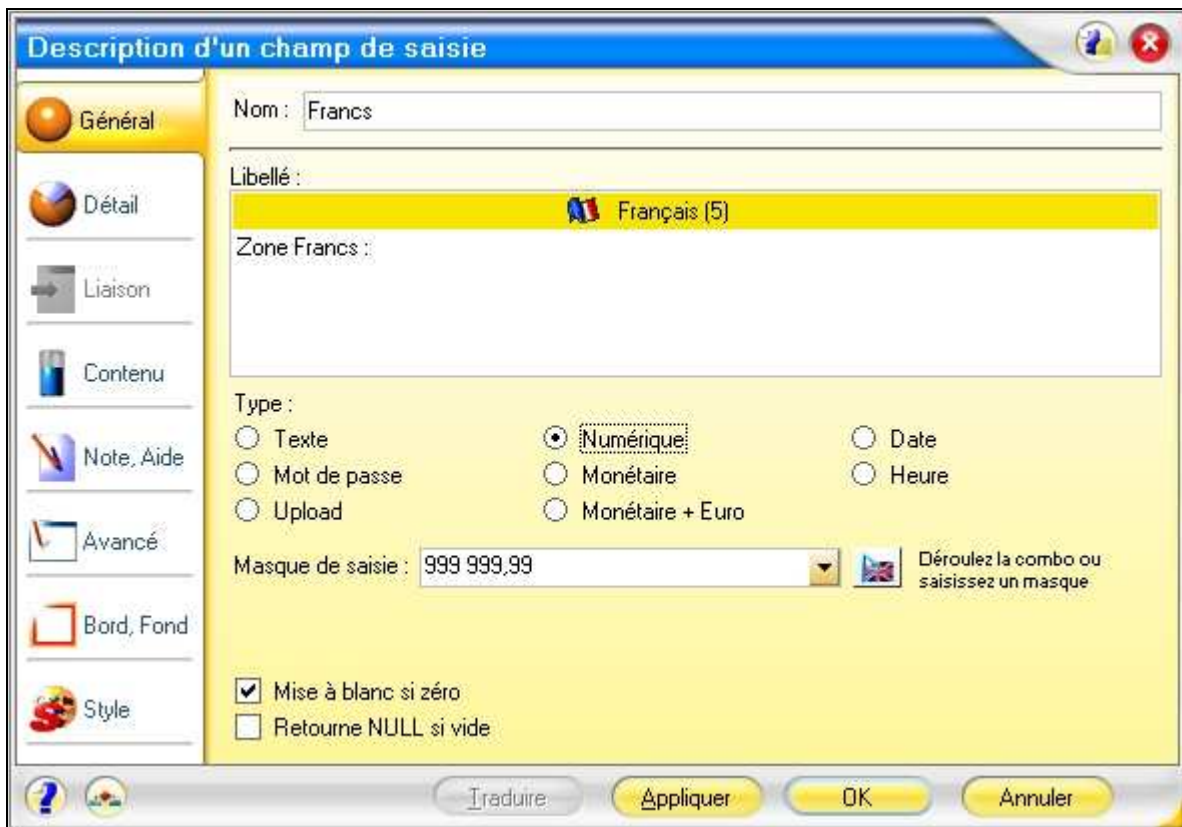 Description d'un champ de saisie
Général
Détail
Liaison
Contenu
Note, Aide
Avancé
Bord, Fond
Style
Nom : Francs
Libellé :
Français (5)
Zone Francs :
Type :
Texte Numérique Date
Mot de passe Monétaire Heure
Upload Monétaire + Euro
Masque de saisie : 999 999,99 Déroulez la combo ou
saisissez un masque
Mise à blanc si zéro
Retourne NULL si vide
Traduire Appliquer OK Annuler